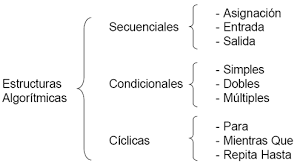 Estructuras
Algorítmicas
Secuenciales
- Asignación
- Entrada
- Salida
Condicionales
- Simples
- Dobles
- Múltiples
Cíclicas
- Para
- Mientras Que
- Repita Hasta